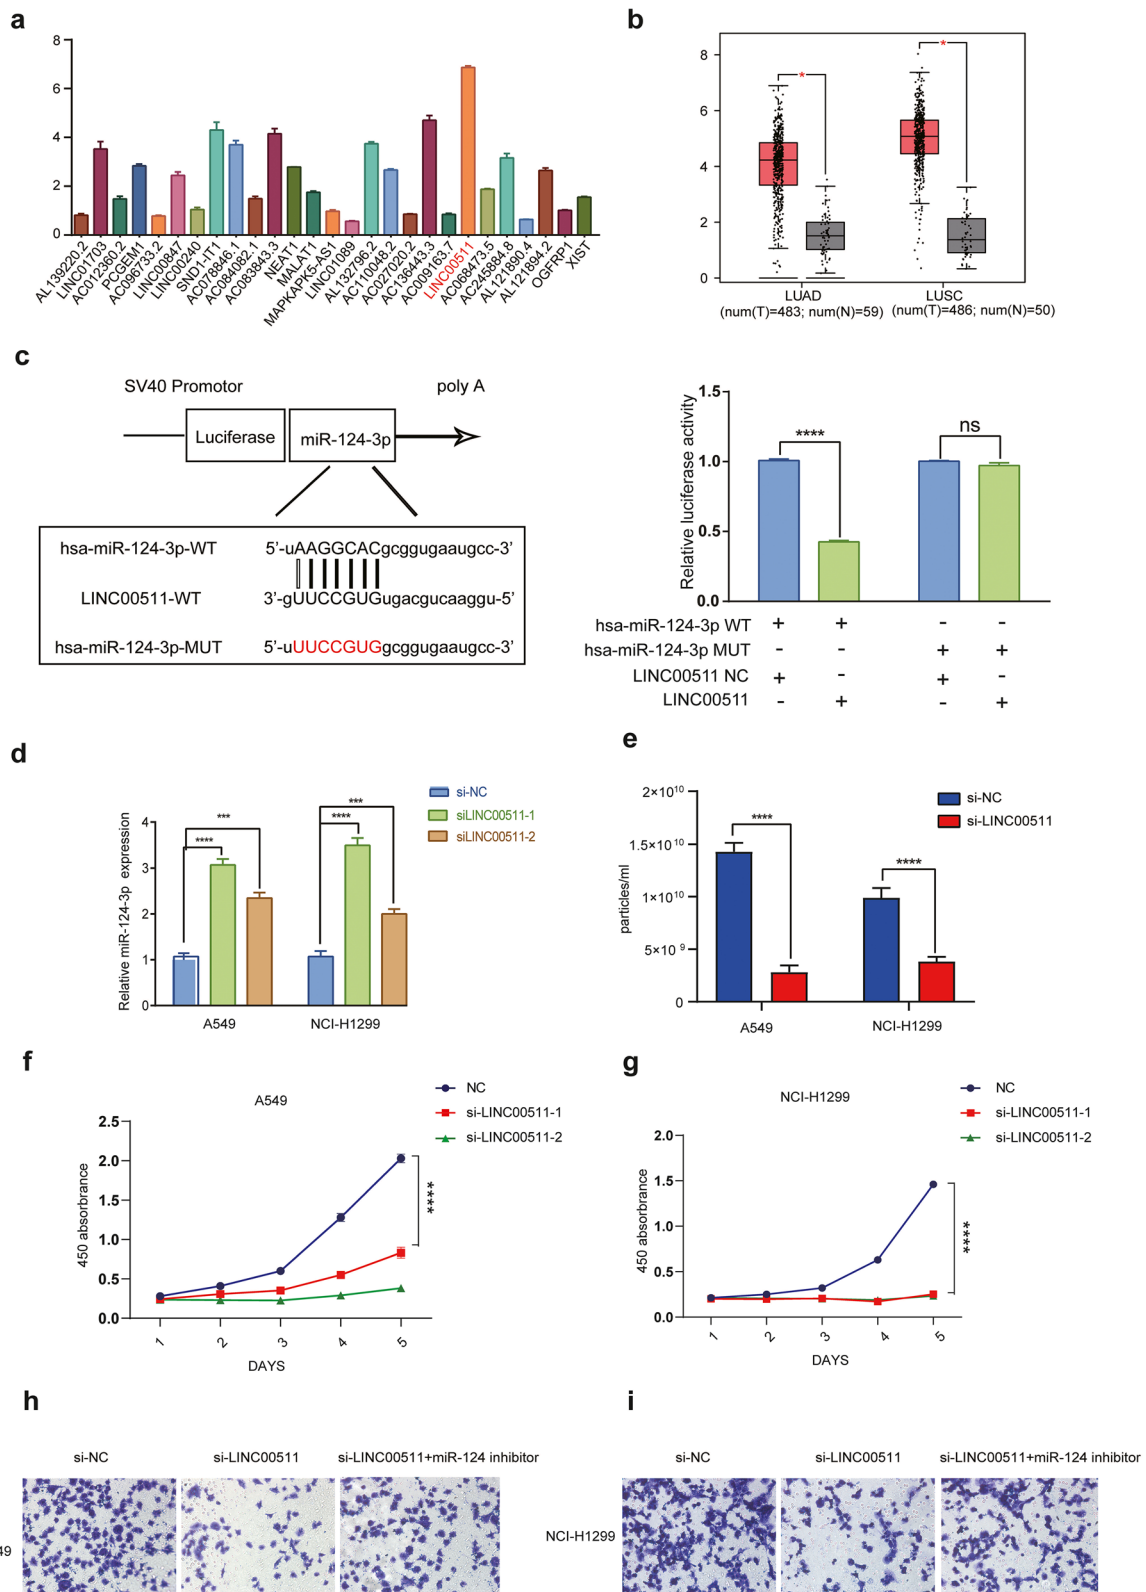 a
8
6
4
2
0
AL139220.2
LINC01703
AC012360.2
PCGEM1
AC096733.2
LINC00847
LINC00240
SND1-IT1
AC078846.1
AC084082.1
AC083843.3
NEAT1
MALAT1
MAPKAPK5-AS1
LINC01089
AL132796.2
AC110048.2
AC027020.2
AC136443.3
AC009163.7
LINC00511
AC068473.5
AC245884.8
AL121890.4
AL121894.2
OGFRP1
XIST
b
8
6
4
2
0
*
*
LUAD
(num(T)=483; num(N)=59)
LUSC
(num(T)=486; num(N)=50)
c
SV40 Promotor
poly A
Luciferase
miR-124-3p
hsa-miR-124-3p-WT 5'-uAAGGCACgcggugaaugcc-3'
LINC00511-WT 3'-gUUCCGUGugacgucaaggu-5'
hsa-miR-124-3p-MUT 5'-uUUCCGUGgcggugaaugcc-3'
Relative luciferase activity
1.5
1.0
0.5
0.0
****
ns
hsa-miR-124-3p WT + + - -
hsa-miR-124-3p MUT - - + +
LINC00511 NC + - + -
LINC00511 - + - +
d
Relative miR-124-3p expression
4
3
2
1
0
****
***
****
***
A549
NCI-H1299
si-NC
siLINC00511-1
siLINC00511-2
e
particles/ml
2×10¹⁰
1.5×10¹⁰
1×10¹⁰
5×10⁹
0
****
****
A549
NCI-H1299
si-NC
si-LINC00511
f
A549
450 absorbrance
2.5
2.0
1.5
1.0
0.5
0.0
1 2 3 4 5
DAYS
****
NC
si-LINC00511-1
si-LINC00511-2
g
NCI-H1299
450 absorbrance
2.0
1.5
1.0
0.5
0.0
1 2 3 4 5
DAYS
****
NC
si-LINC00511-1
si-LINC00511-2
h
si-NC
si-LINC00511
si-LINC00511+miR-124 inhibitor
49
i
si-NC
si-LINC00511
si-LINC00511+miR-124 inhibitor
NCI-H1299